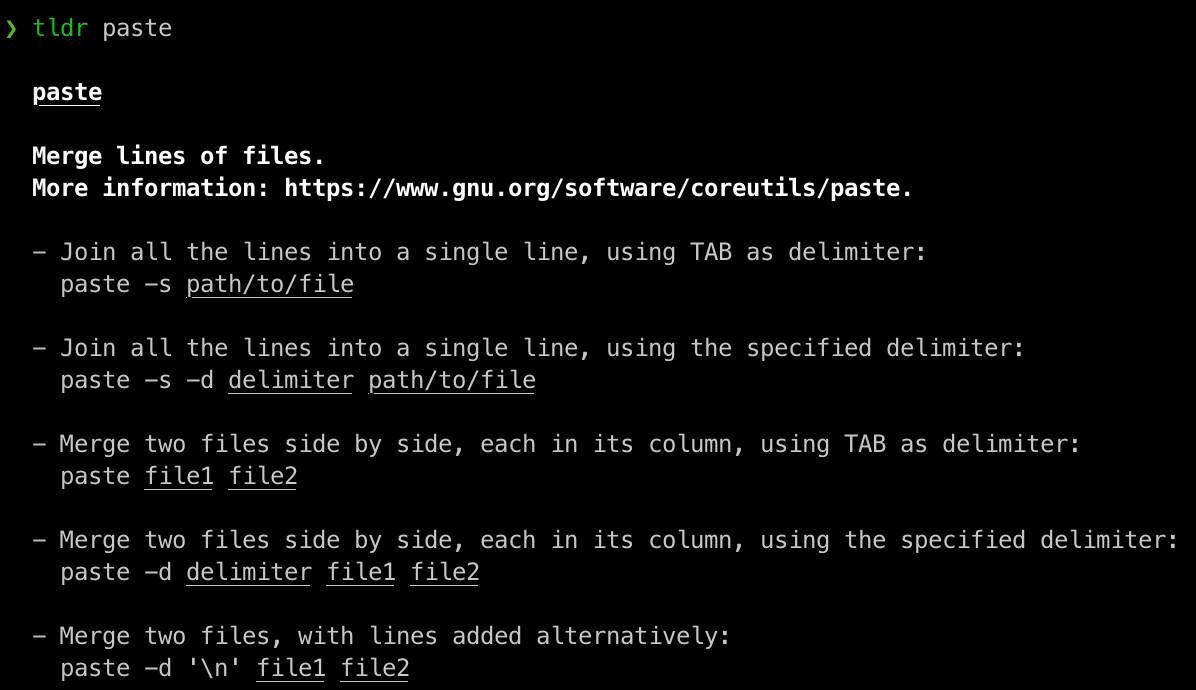 ❯ tldr paste
paste
Merge lines of files.
More information: https://www.gnu.org/software/coreutils/paste.
– Join all the lines into a single line, using TAB as delimiter:
paste -s path/to/file
– Join all the lines into a single line, using the specified delimiter:
paste -s -d delimiter path/to/file
– Merge two files side by side, each in its column, using TAB as delimiter:
paste file1 file2
– Merge two files side by side, each in its column, using the specified delimiter:
paste -d delimiter file1 file2
– Merge two files, with lines added alternatively:
paste -d '\n' file1 file2